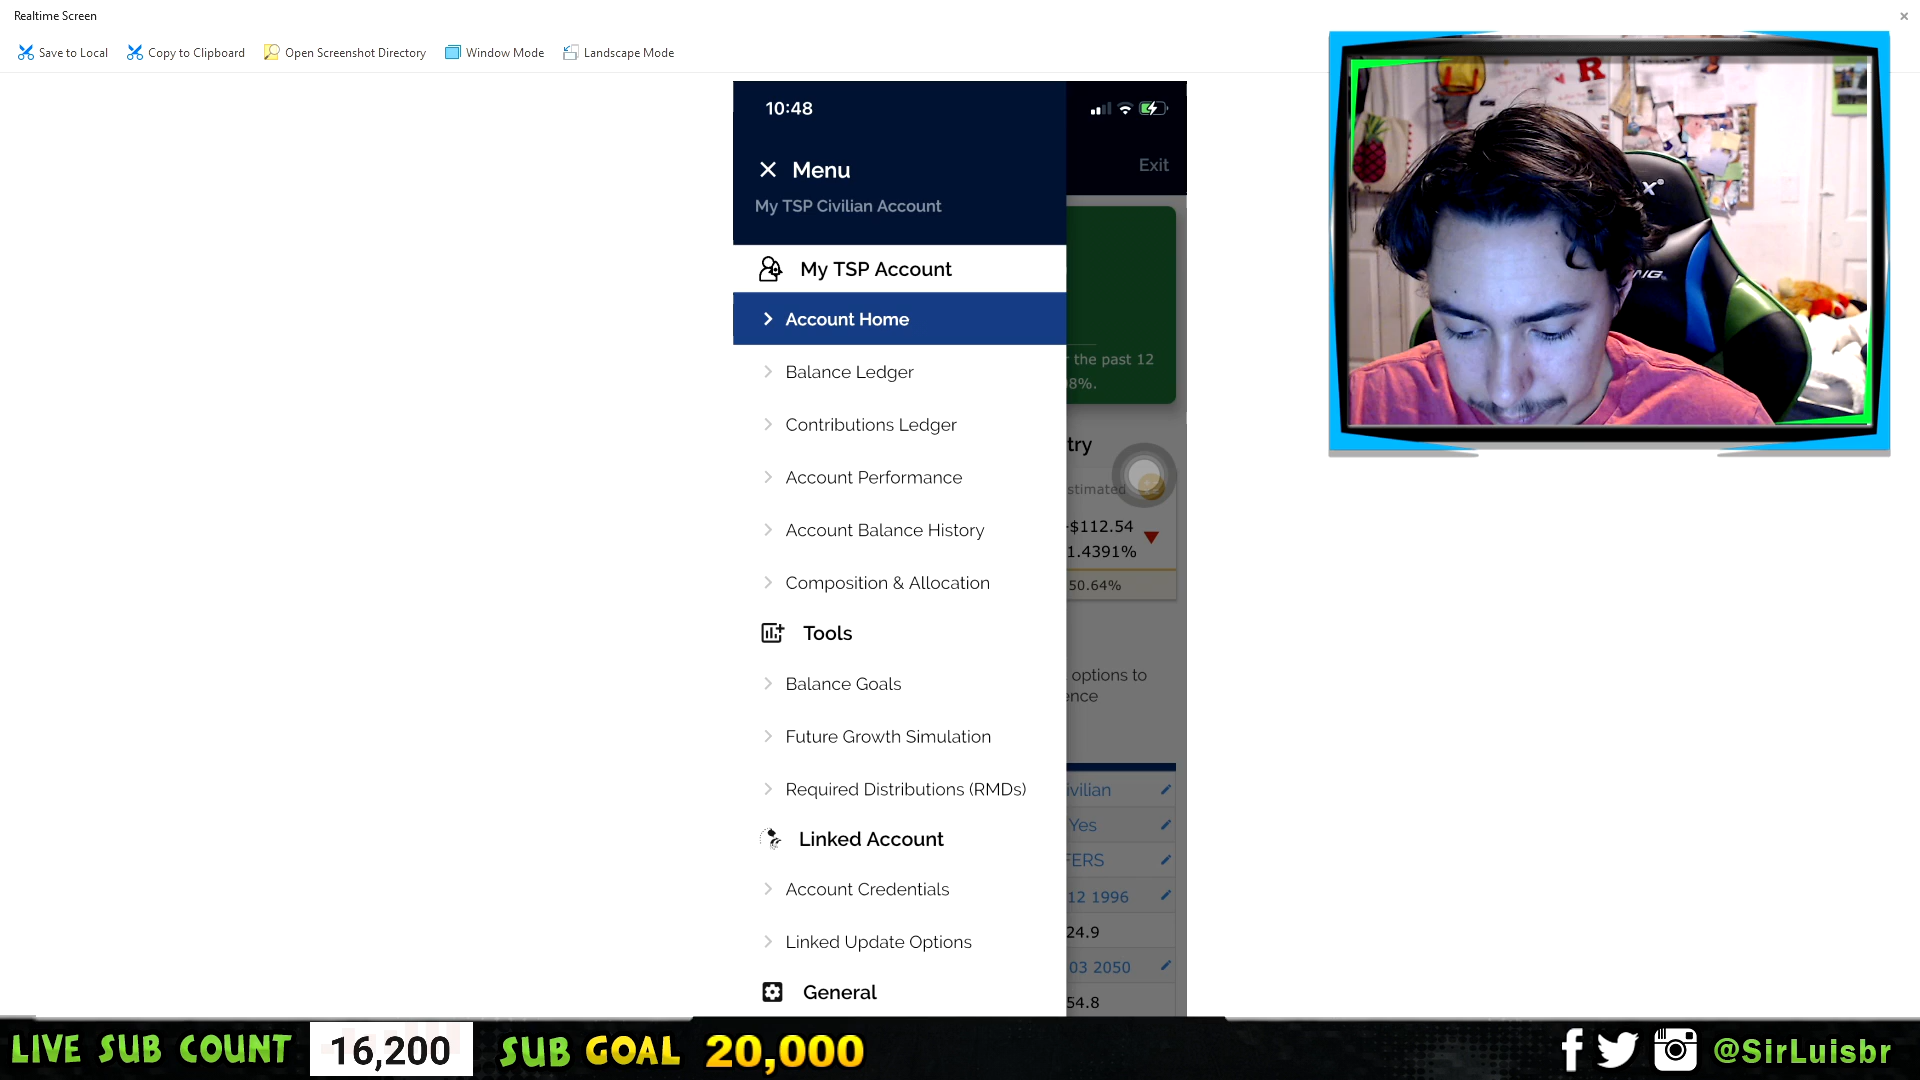 Realtime Screen
Save to Local
Copy to Clipboard
Open Screenshot Directory
Window Mode
Landscape Mode
10:48
Menu
Exit
My TSP Civilian Account
My TSP Account
Account Home
Balance Ledger
Contributions Ledger
Account Performance
Account Balance History
Composition & Allocation
Tools
Balance Goals
Future Growth Simulation
Required Distributions (RMDs)
Linked Account
Account Credentials
Linked Update Options
General
the past 12
8%.
try
stimated
$112.54
1.4391%
50.64%
options to
ence
ivilian
Yes
FERS
12 1996
24.9
03 2050
54.8
R
LIVE SUB COUNT
16,200
SUB GOAL 20,000
@SirLuisbr